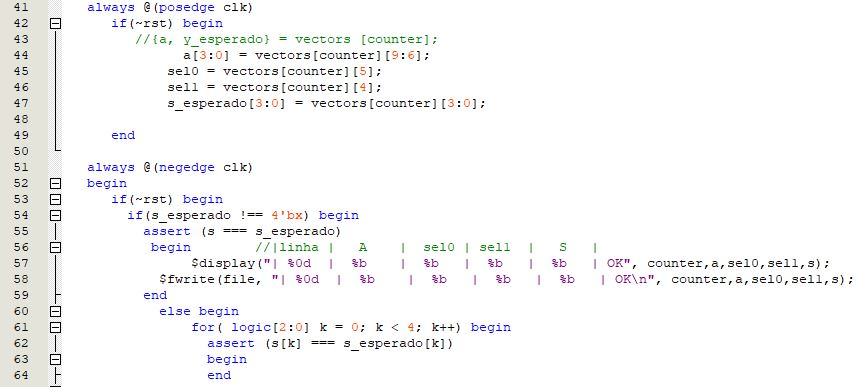 41 always @(posedge clk)
42 if(~rst) begin
43 //{a, y_esperado} = vectors [counter];
44 a[3:0] = vectors[counter][9:6];
45 sel0 = vectors[counter][5];
46 sel1 = vectors[counter][4];
47 s_esperado[3:0] = vectors[counter][3:0];
48
49 end
50
51 always @(negedge clk)
52 begin
53 if(~rst) begin
54 if(s_esperado !== 4'bx) begin
55 assert (s === s_esperado)
56 begin //|linha | A | sel0 | sel1 | S |
57 $display("| %0d | %b | %b | %b | %b | OK", counter,a,sel0,sel1,s);
58 $fwrite(file, "| %0d | %b | %b | %b | %b | OK\n", counter,a,sel0,sel1,s);
59 end
60 else begin
61 for( logic[2:0] k = 0; k < 4; k++) begin
62 assert (s[k] === s_esperado[k])
63 begin
64 end